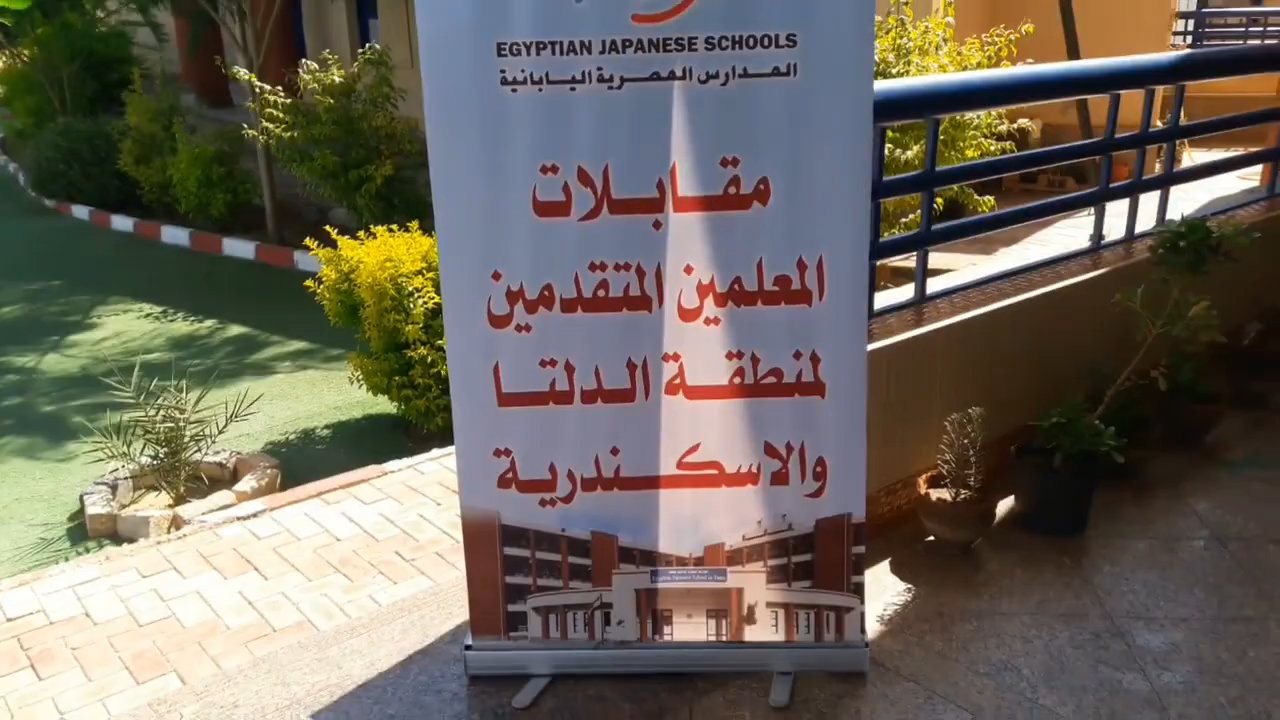 EGYPTIAN JAPANESE SCHOOLS
المدارس المصرية اليابانية
مقابلات
المعلمين المتقدمين
لمنطقة الدلتا
والاسكندرية